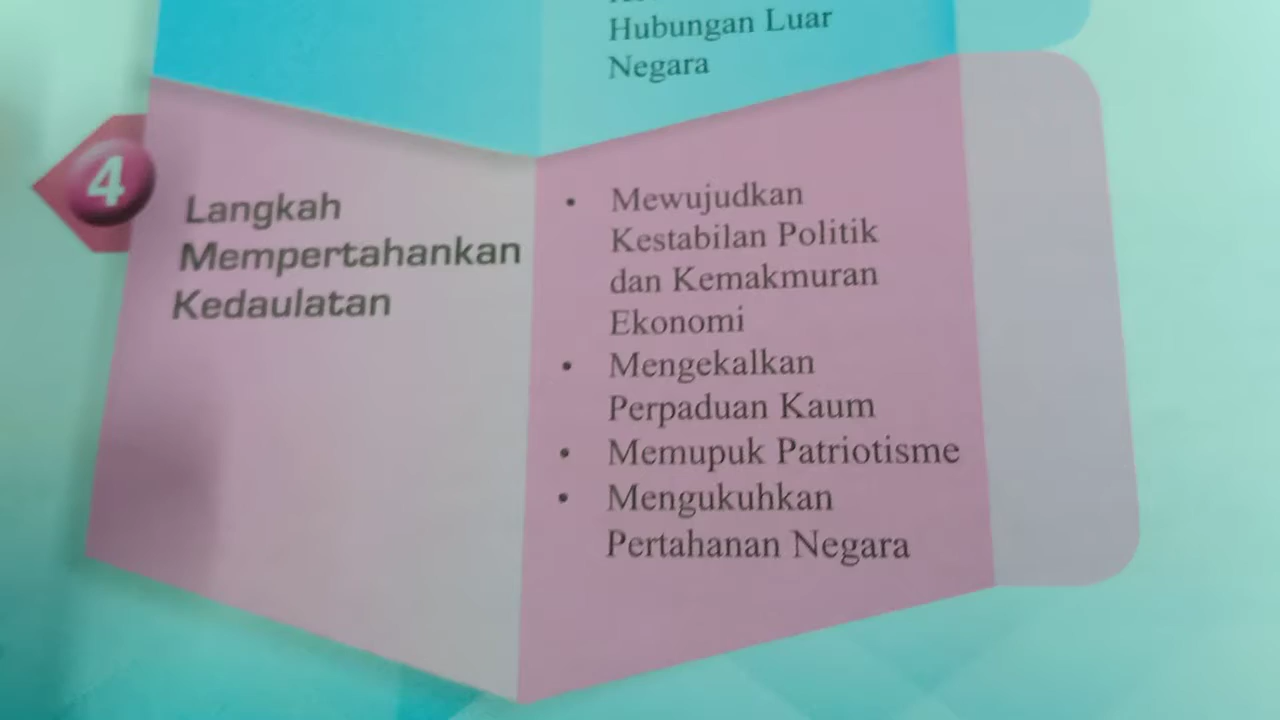 Hubungan Luar
Negara
4
Langkah
Mempertahankan
Kedaulatan
• Mewujudkan
Kestabilan Politik
dan Kemakmuran
Ekonomi
• Mengekalkan
Perpaduan Kaum
• Memupuk Patriotisme
• Mengukuhkan
Pertahanan Negara